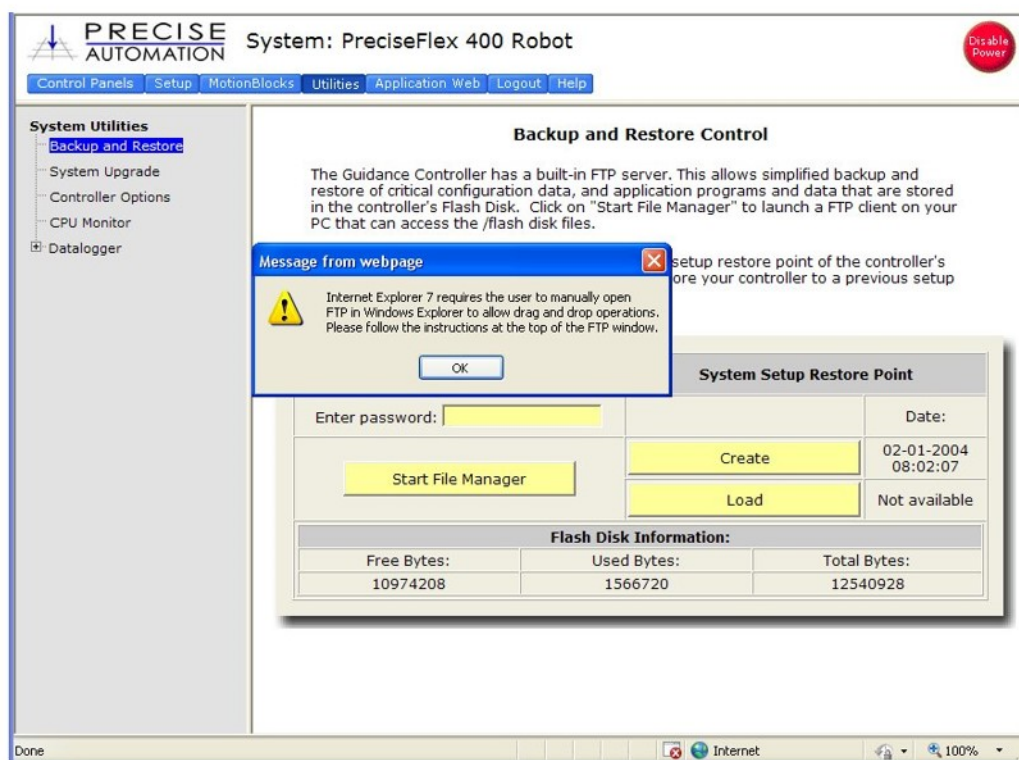 PRECISE
AUTOMATION
System: PreciseFlex 400 Robot
Disable
Power
Control Panels Setup MotionBlocks Utilities Application Web Logout Help
System Utilities
Backup and Restore
System Upgrade
Controller Options
CPU Monitor
Datalogger
Backup and Restore Control
The Guidance Controller has a built-in FTP server. This allows simplified backup and
restore of critical configuration data, and application programs and data that are stored
in the controller's Flash Disk. Click on "Start File Manager" to launch a FTP client on your
PC that can access the /flash disk files.
setup restore point of the controller's
ore your controller to a previous setup
Message from webpage
Internet Explorer 7 requires the user to manually open
FTP in Windows Explorer to allow drag and drop operations.
Please follow the instructions at the top of the FTP window.
OK
System Setup Restore Point
Enter password:
Date:
Start File Manager
Create
02-01-2004
08:02:07
Load
Not available
Flash Disk Information:
Free Bytes: Used Bytes: Total Bytes:
10974208 1566720 12540928
Done
Internet
100%